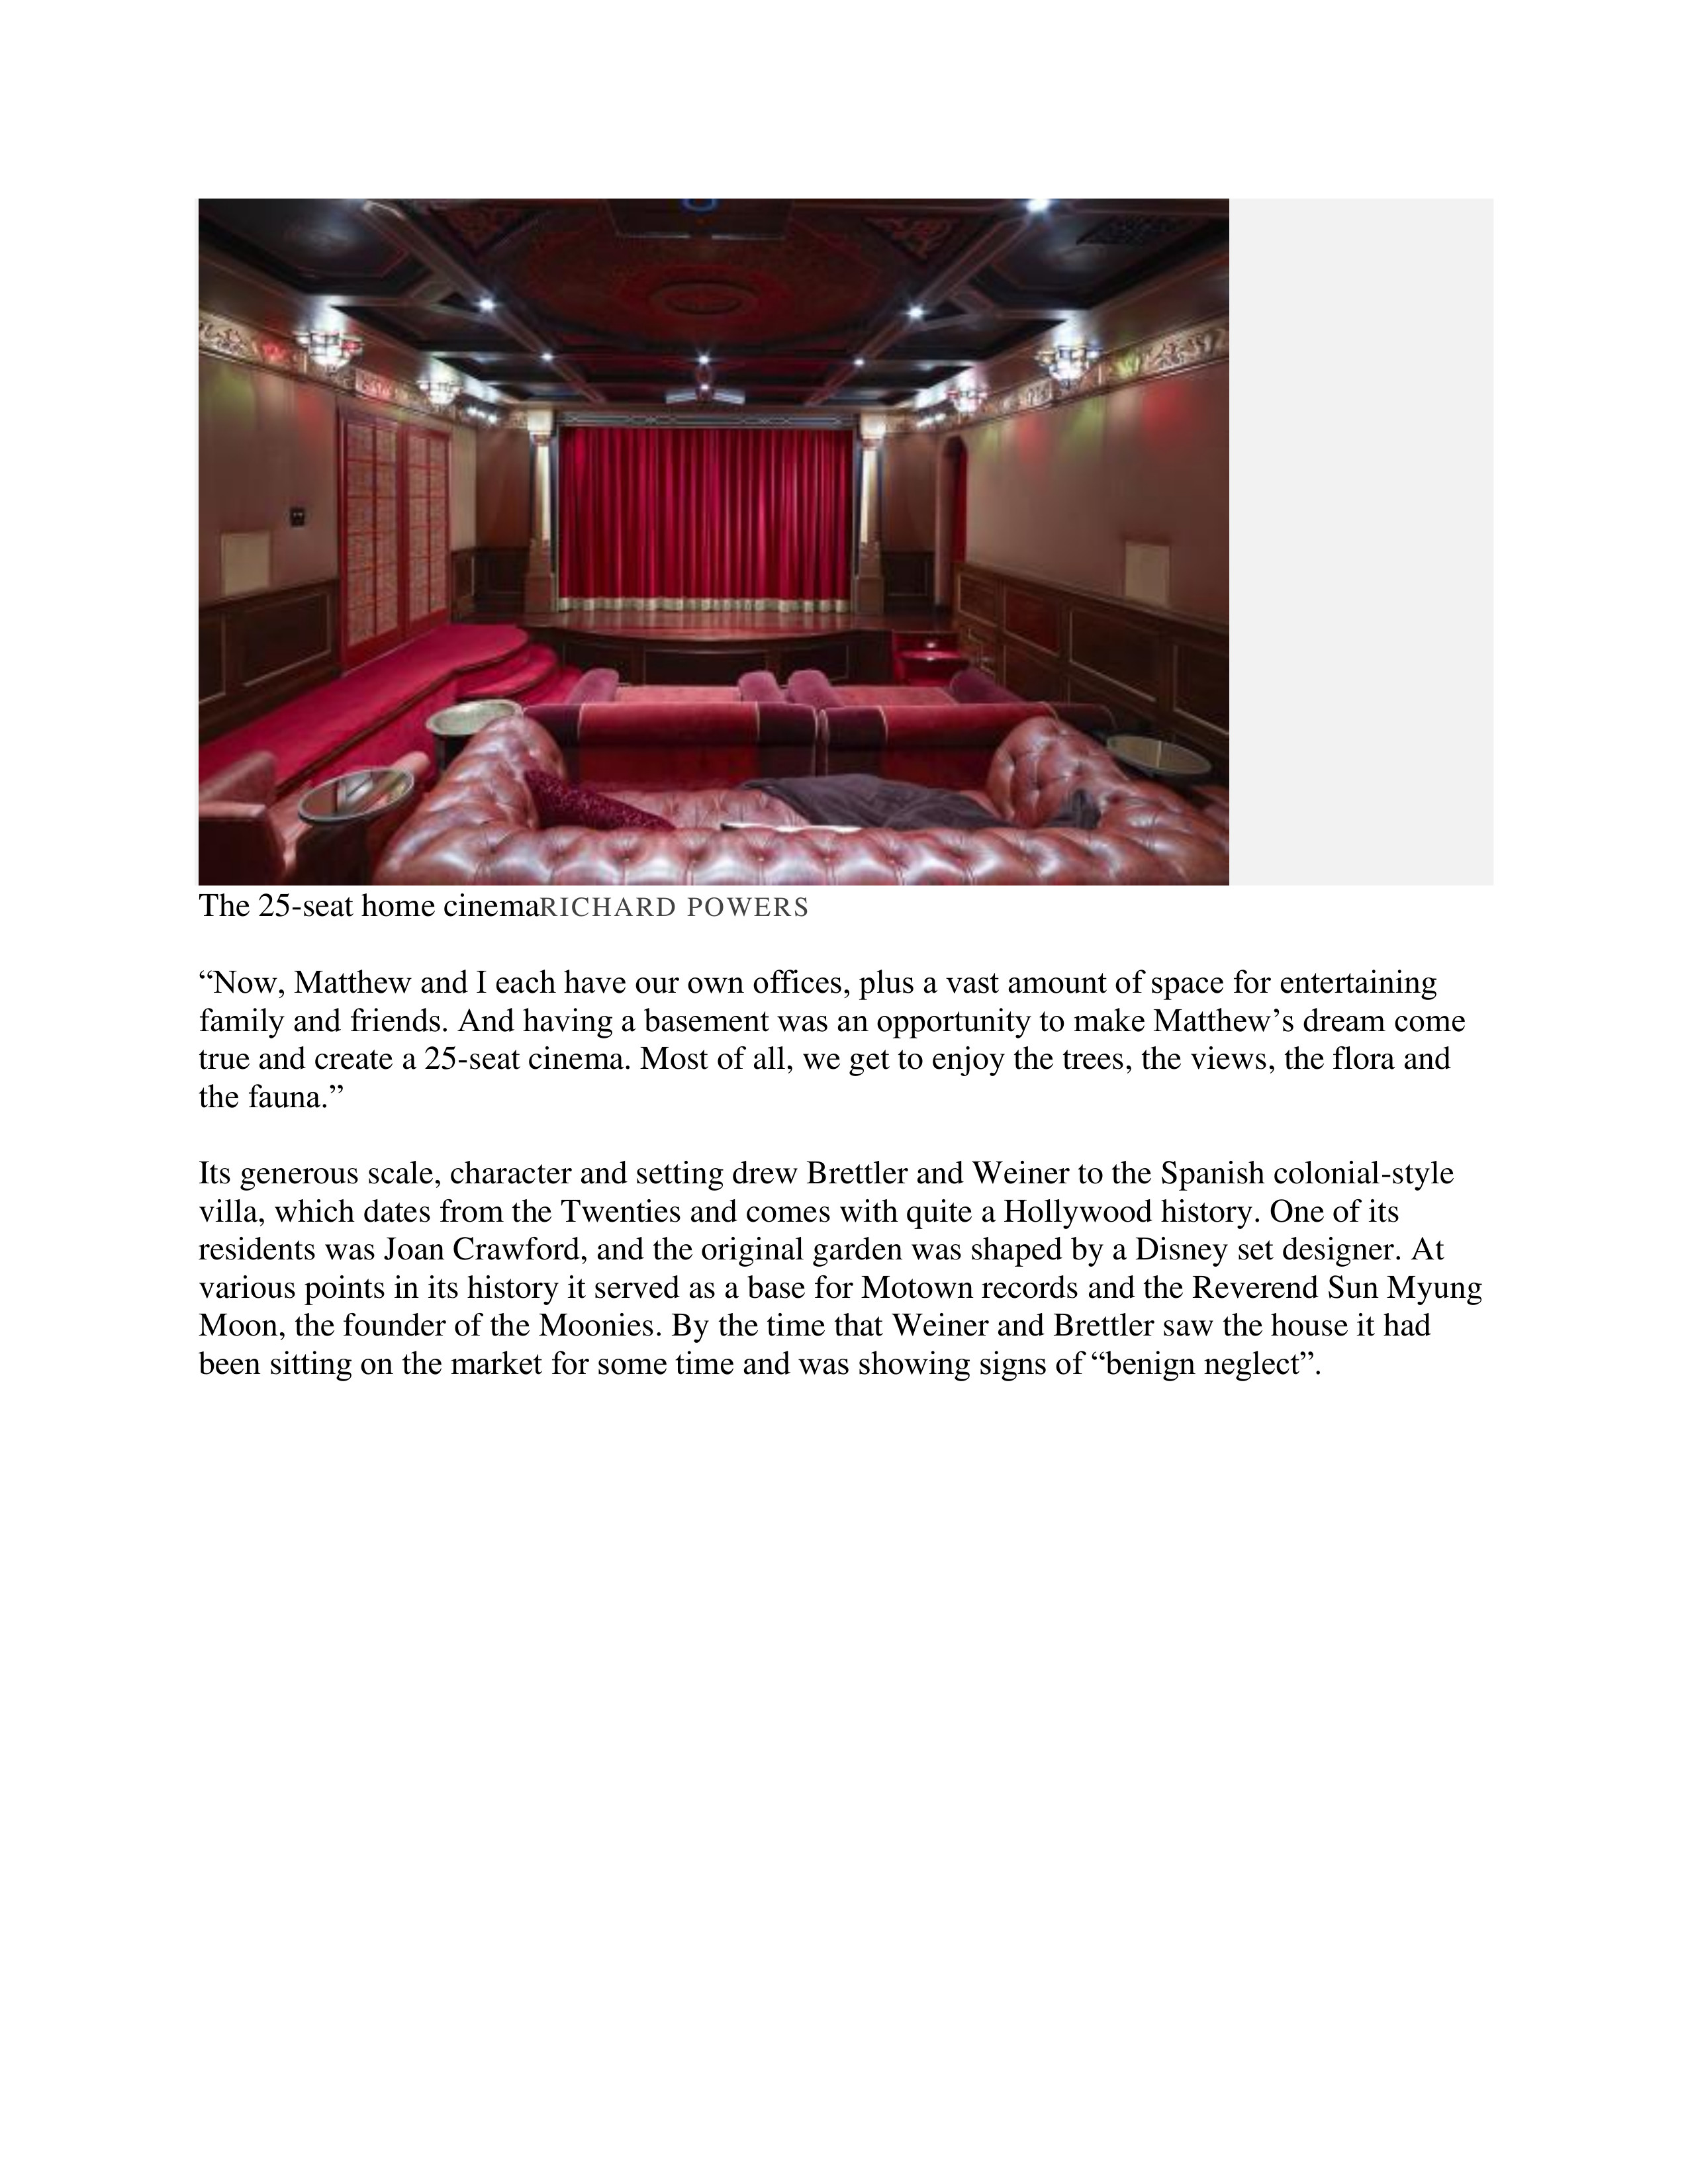 The 25-seat home cinemaRICHARD POWERS
“Now, Matthew and I each have our own offices, plus a vast amount of space for entertaining
family and friends. And having a basement was an opportunity to make Matthew’s dream come
true and create a 25-seat cinema. Most of all, we get to enjoy the trees, the views, the flora and
the fauna.”
Its generous scale, character and setting drew Brettler and Weiner to the Spanish colonial-style
villa, which dates from the Twenties and comes with quite a Hollywood history. One of its
residents was Joan Crawford, and the original garden was shaped by a Disney set designer. At
various points in its history it served as a base for Motown records and the Reverend Sun Myung
Moon, the founder of the Moonies. By the time that Weiner and Brettler saw the house it had
been sitting on the market for some time and was showing signs of “benign neglect”.